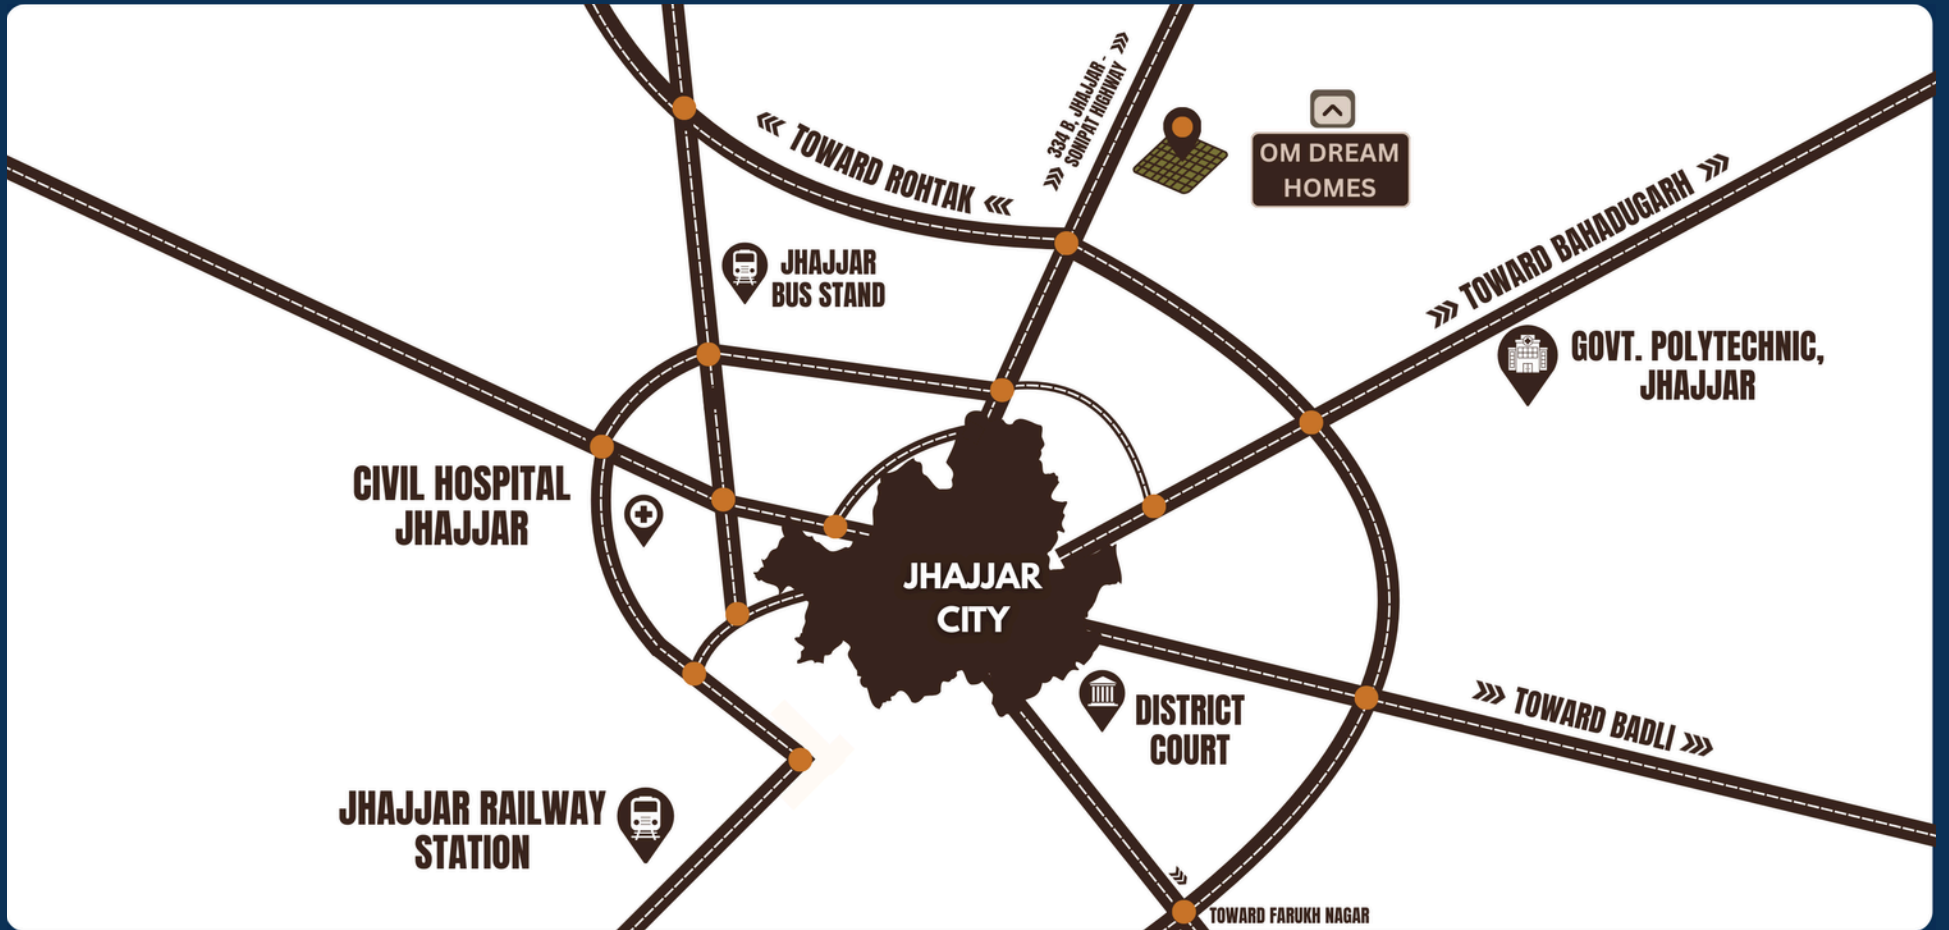 334 B, JHAJJAR -
SONIPAT HIGHWAY
TOWARD ROHTAK
OM DREAM
HOMES
TOWARD BAHADUGARH
JHAJJAR
BUS STAND
GOVT. POLYTECHNIC,
JHAJJAR
CIVIL HOSPITAL
JHAJJAR
JHAJJAR
CITY
DISTRICT
COURT
TOWARD BADLI
JHAJJAR RAILWAY
STATION
TOWARD FARUKH NAGAR